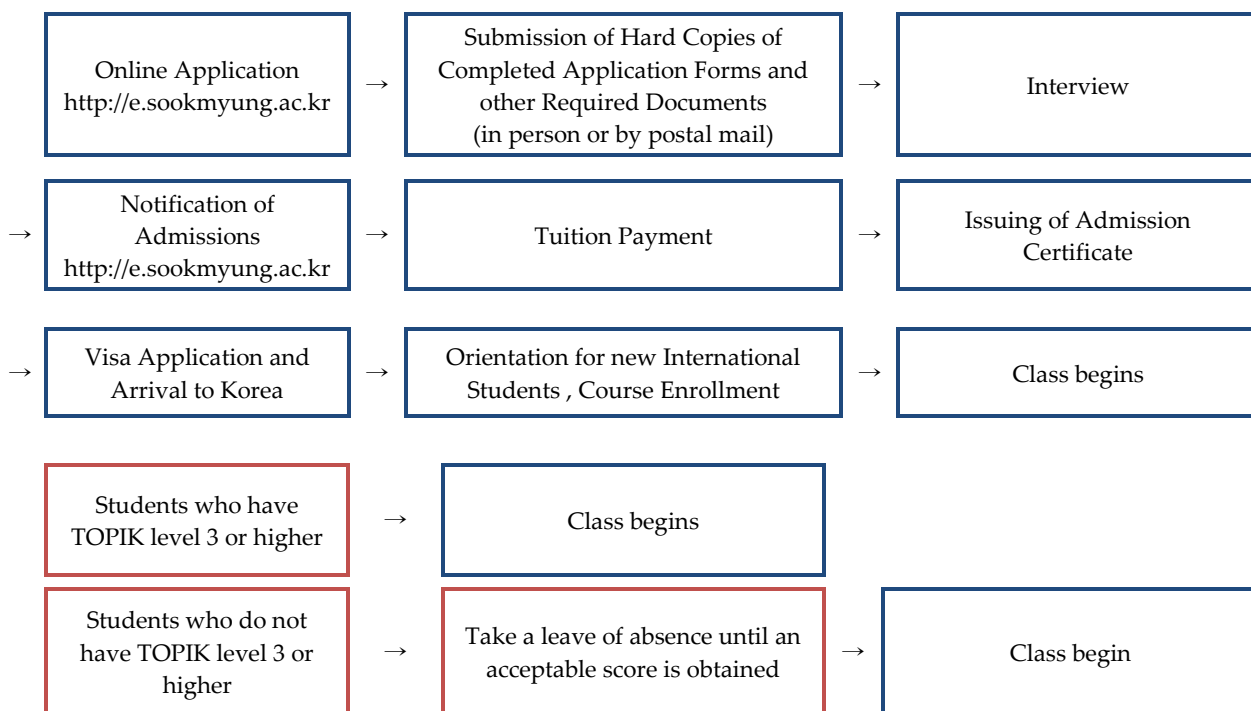 Online Application
http://e.sookmyung.ac.kr
→
Submission of Hard Copies of
Completed Application Forms and
other Required Documents
(in person or by postal mail)
→
Interview
→
Notification of
Admissions
http://e.sookmyung.ac.kr
→
Tuition Payment
→
Issuing of Admission
Certificate
→
Visa Application and
Arrival to Korea
→
Orientation for new International
Students , Course Enrollment
→
Class begins
Students who have
TOPIK level 3 or higher
→
Class begins
Students who do not
have TOPIK level 3 or
higher
→
Take a leave of absence until an
acceptable score is obtained
→
Class begin